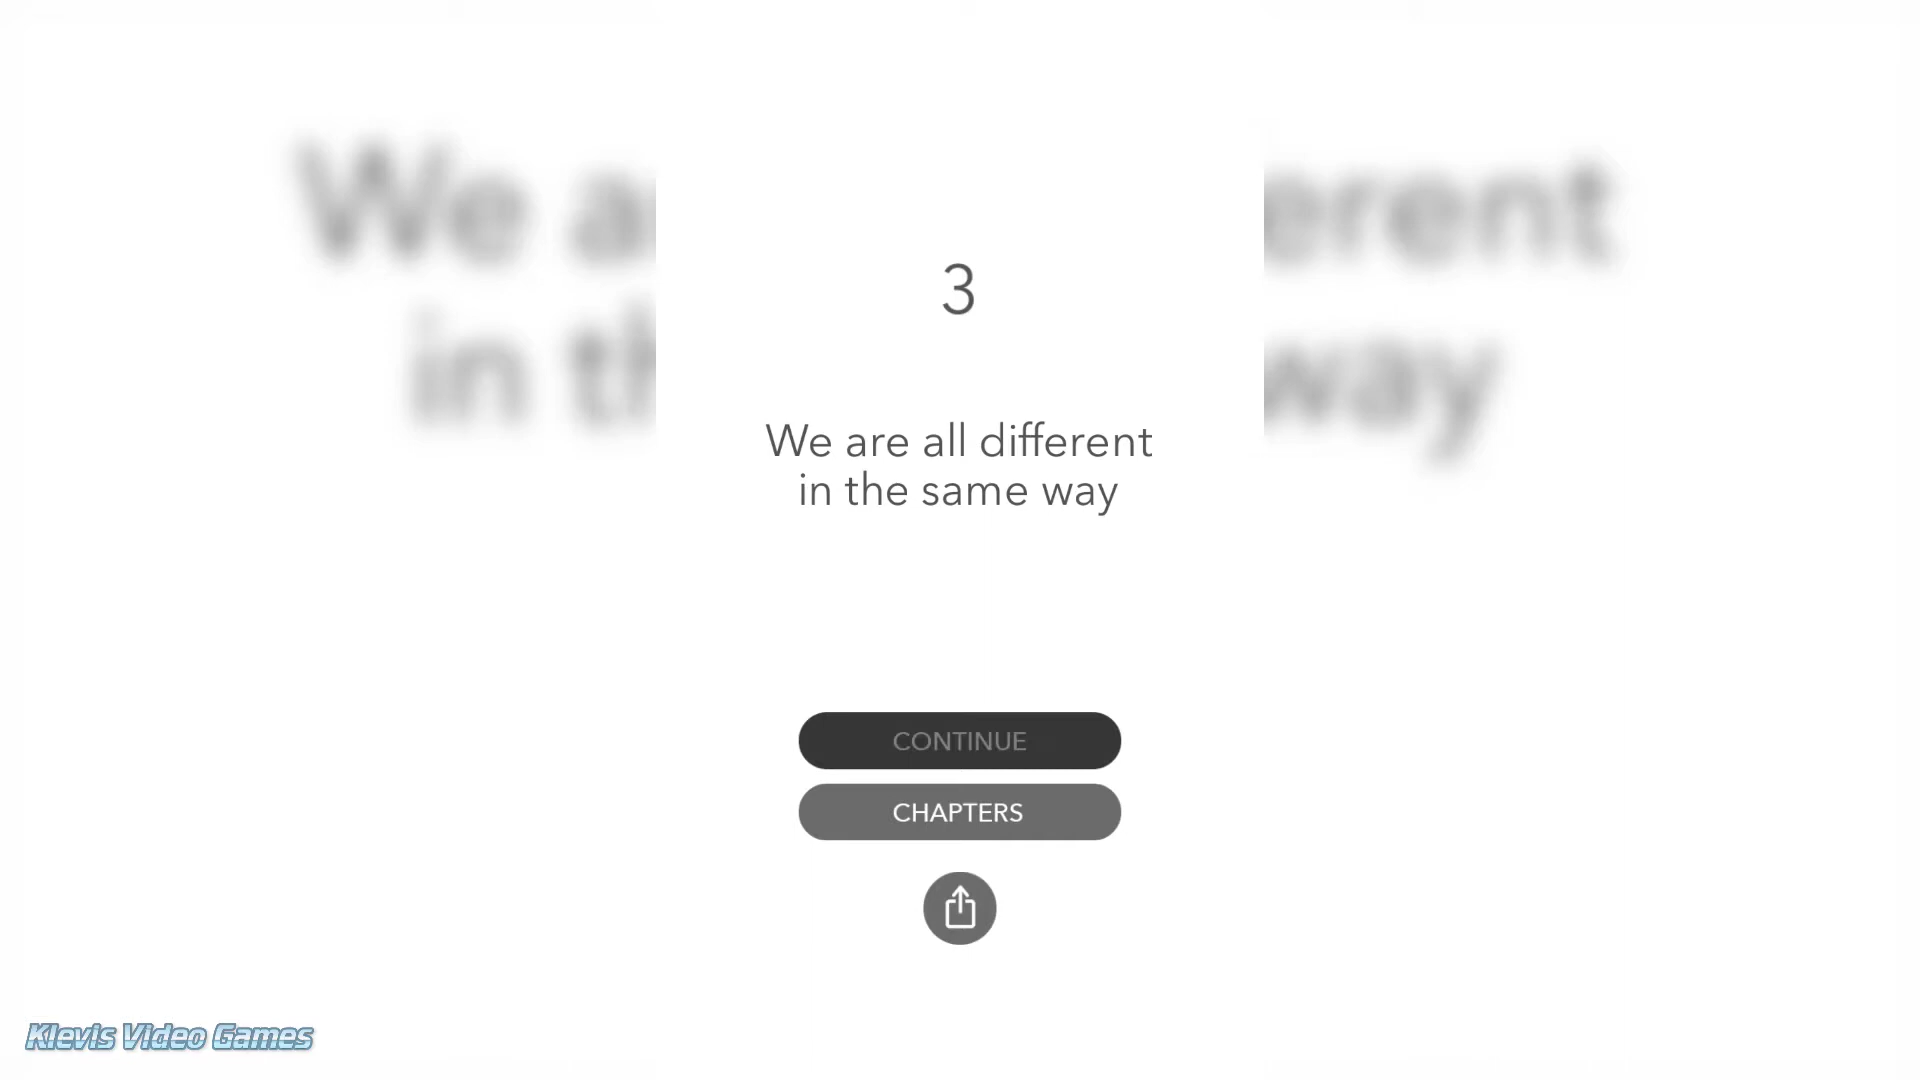 3
We are all different
in the same way
CONTINUE
CHAPTERS
Klevis Video Games